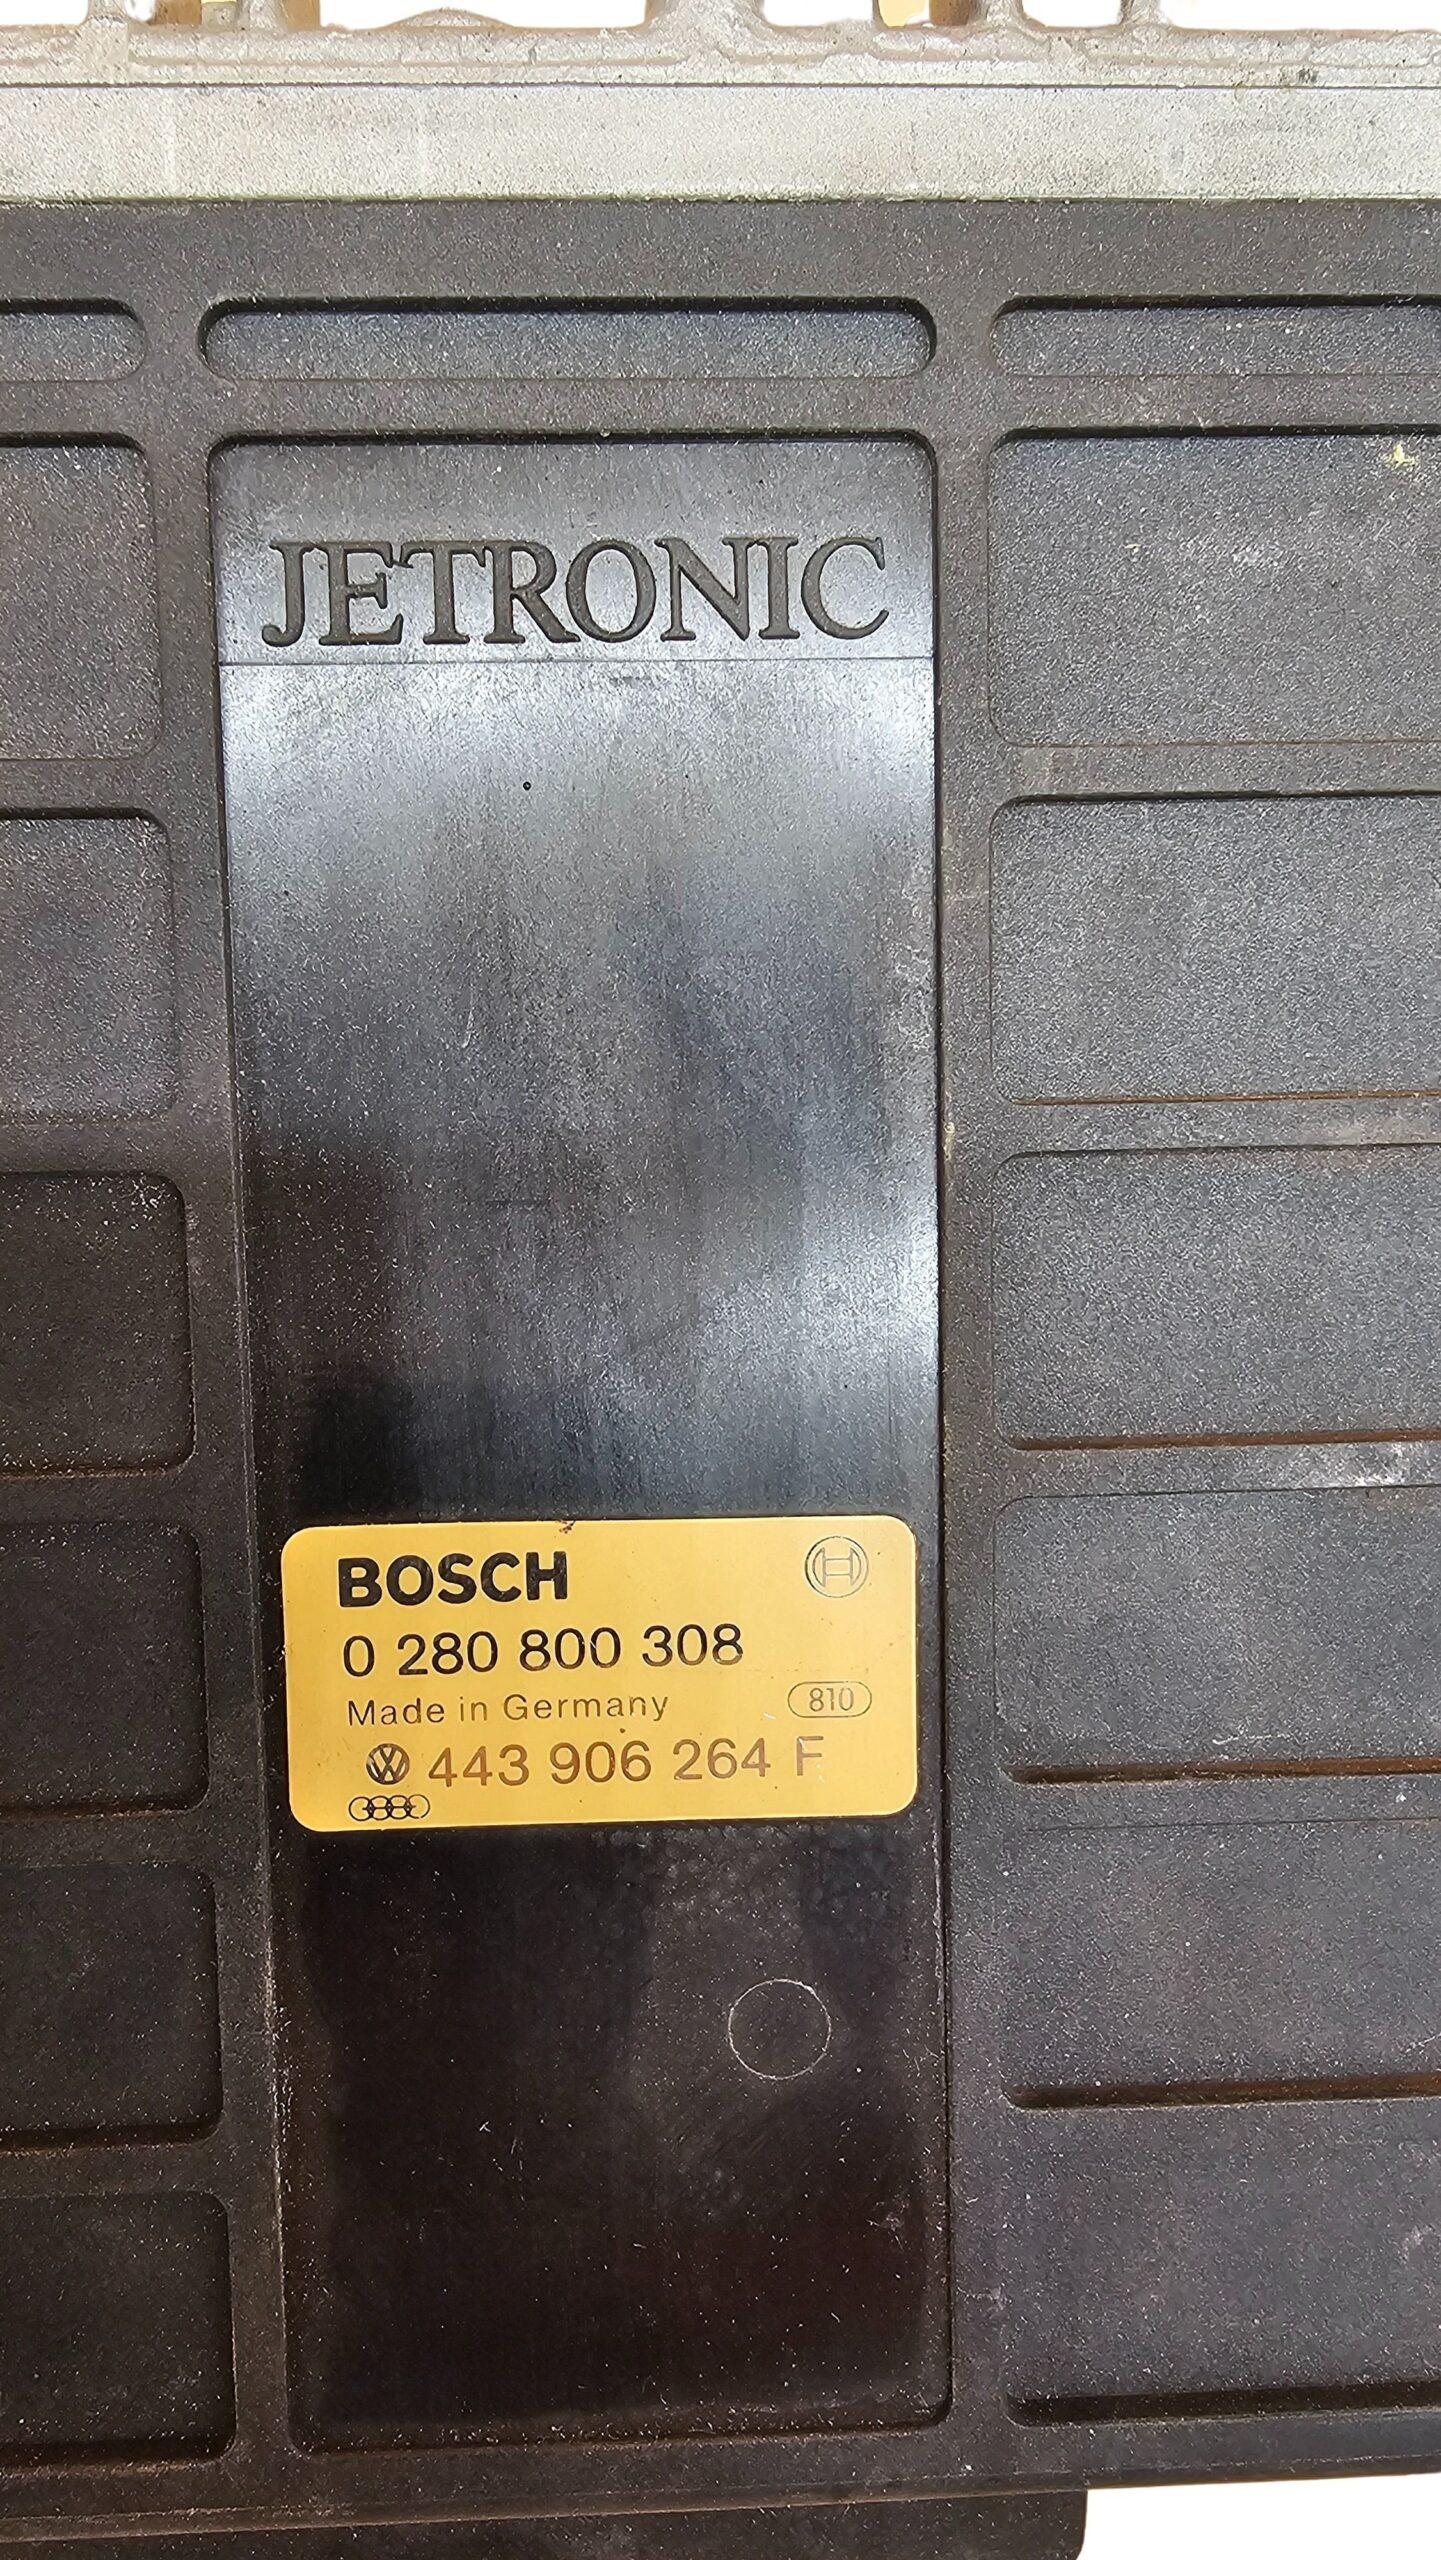 JETRONIC
BOSCH
0 280 800 308
Made in Germany 810
443 906 264 F